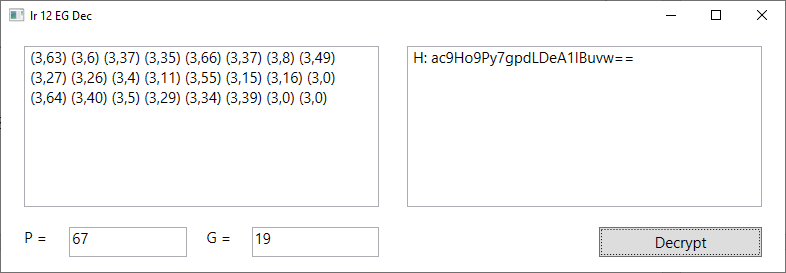 Ir 12 EG Dec
(3,63) (3,6) (3,37) (3,35) (3,66) (3,37) (3,8) (3,49)
(3,27) (3,26) (3,4) (3,11) (3,55) (3,15) (3,16) (3,0)
(3,64) (3,40) (3,5) (3,29) (3,34) (3,39) (3,0) (3,0)
H: ac9Ho9Py7gpdLDeA1IBuvw==
P = 67 G = 19
Decrypt